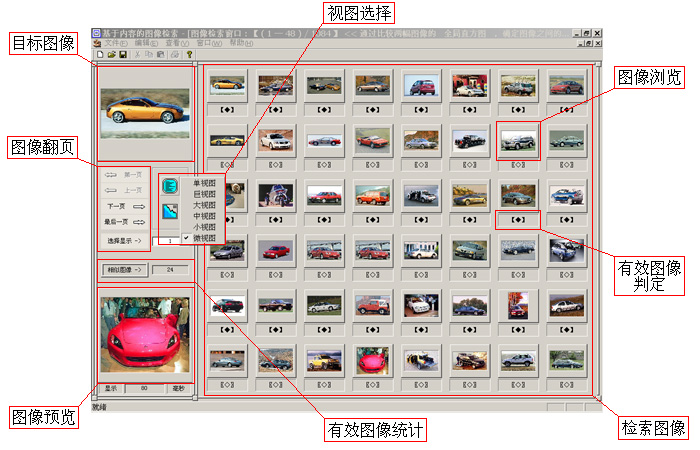 视图选择
目标图像
基于内容的图像检索 - [图像检索窗口:【(1 --48)/
<< 通过比较两幅图像的 全局直方图 , 确定图像之间的
文件(F) 编辑(E) 查看(V) 窗口(W) 帮助(H)
图像浏览
图像翻页
第一页
上一页
下一页
最后一页
选择显示 ->
1
单视图
巨视图
大视图
中视图
小视图
微视图
相似图像 ->
24
有效图像
判定
显示
80
毫秒
就绪
图像预览
有效图像统计
检索图像